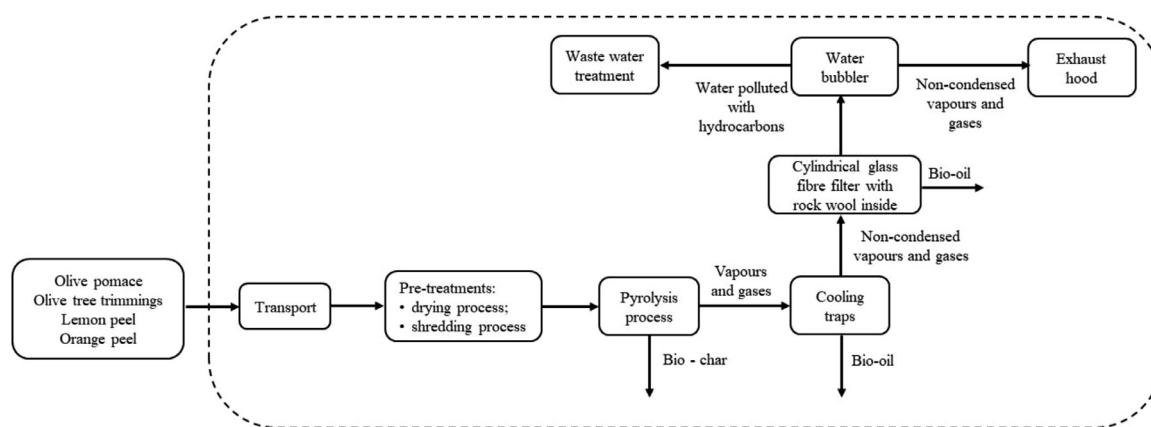 Waste water
treatment
Water
bubbler
Exhaust
hood
Water polluted
with
hydrocarbons
Non-condensed
vapours and
gases
Cylindrical glass
fibre filter with
rock wool inside
Bio-oil
Non-condensed
vapours and gases
Olive pomace
Olive tree trimmings
Lemon peel
Orange peel
Transport
Pre-treatments:
• drying process;
• shredding process
Pyrolysis
process
Vapours
and gases
Cooling
traps
Bio - char
Bio-oil